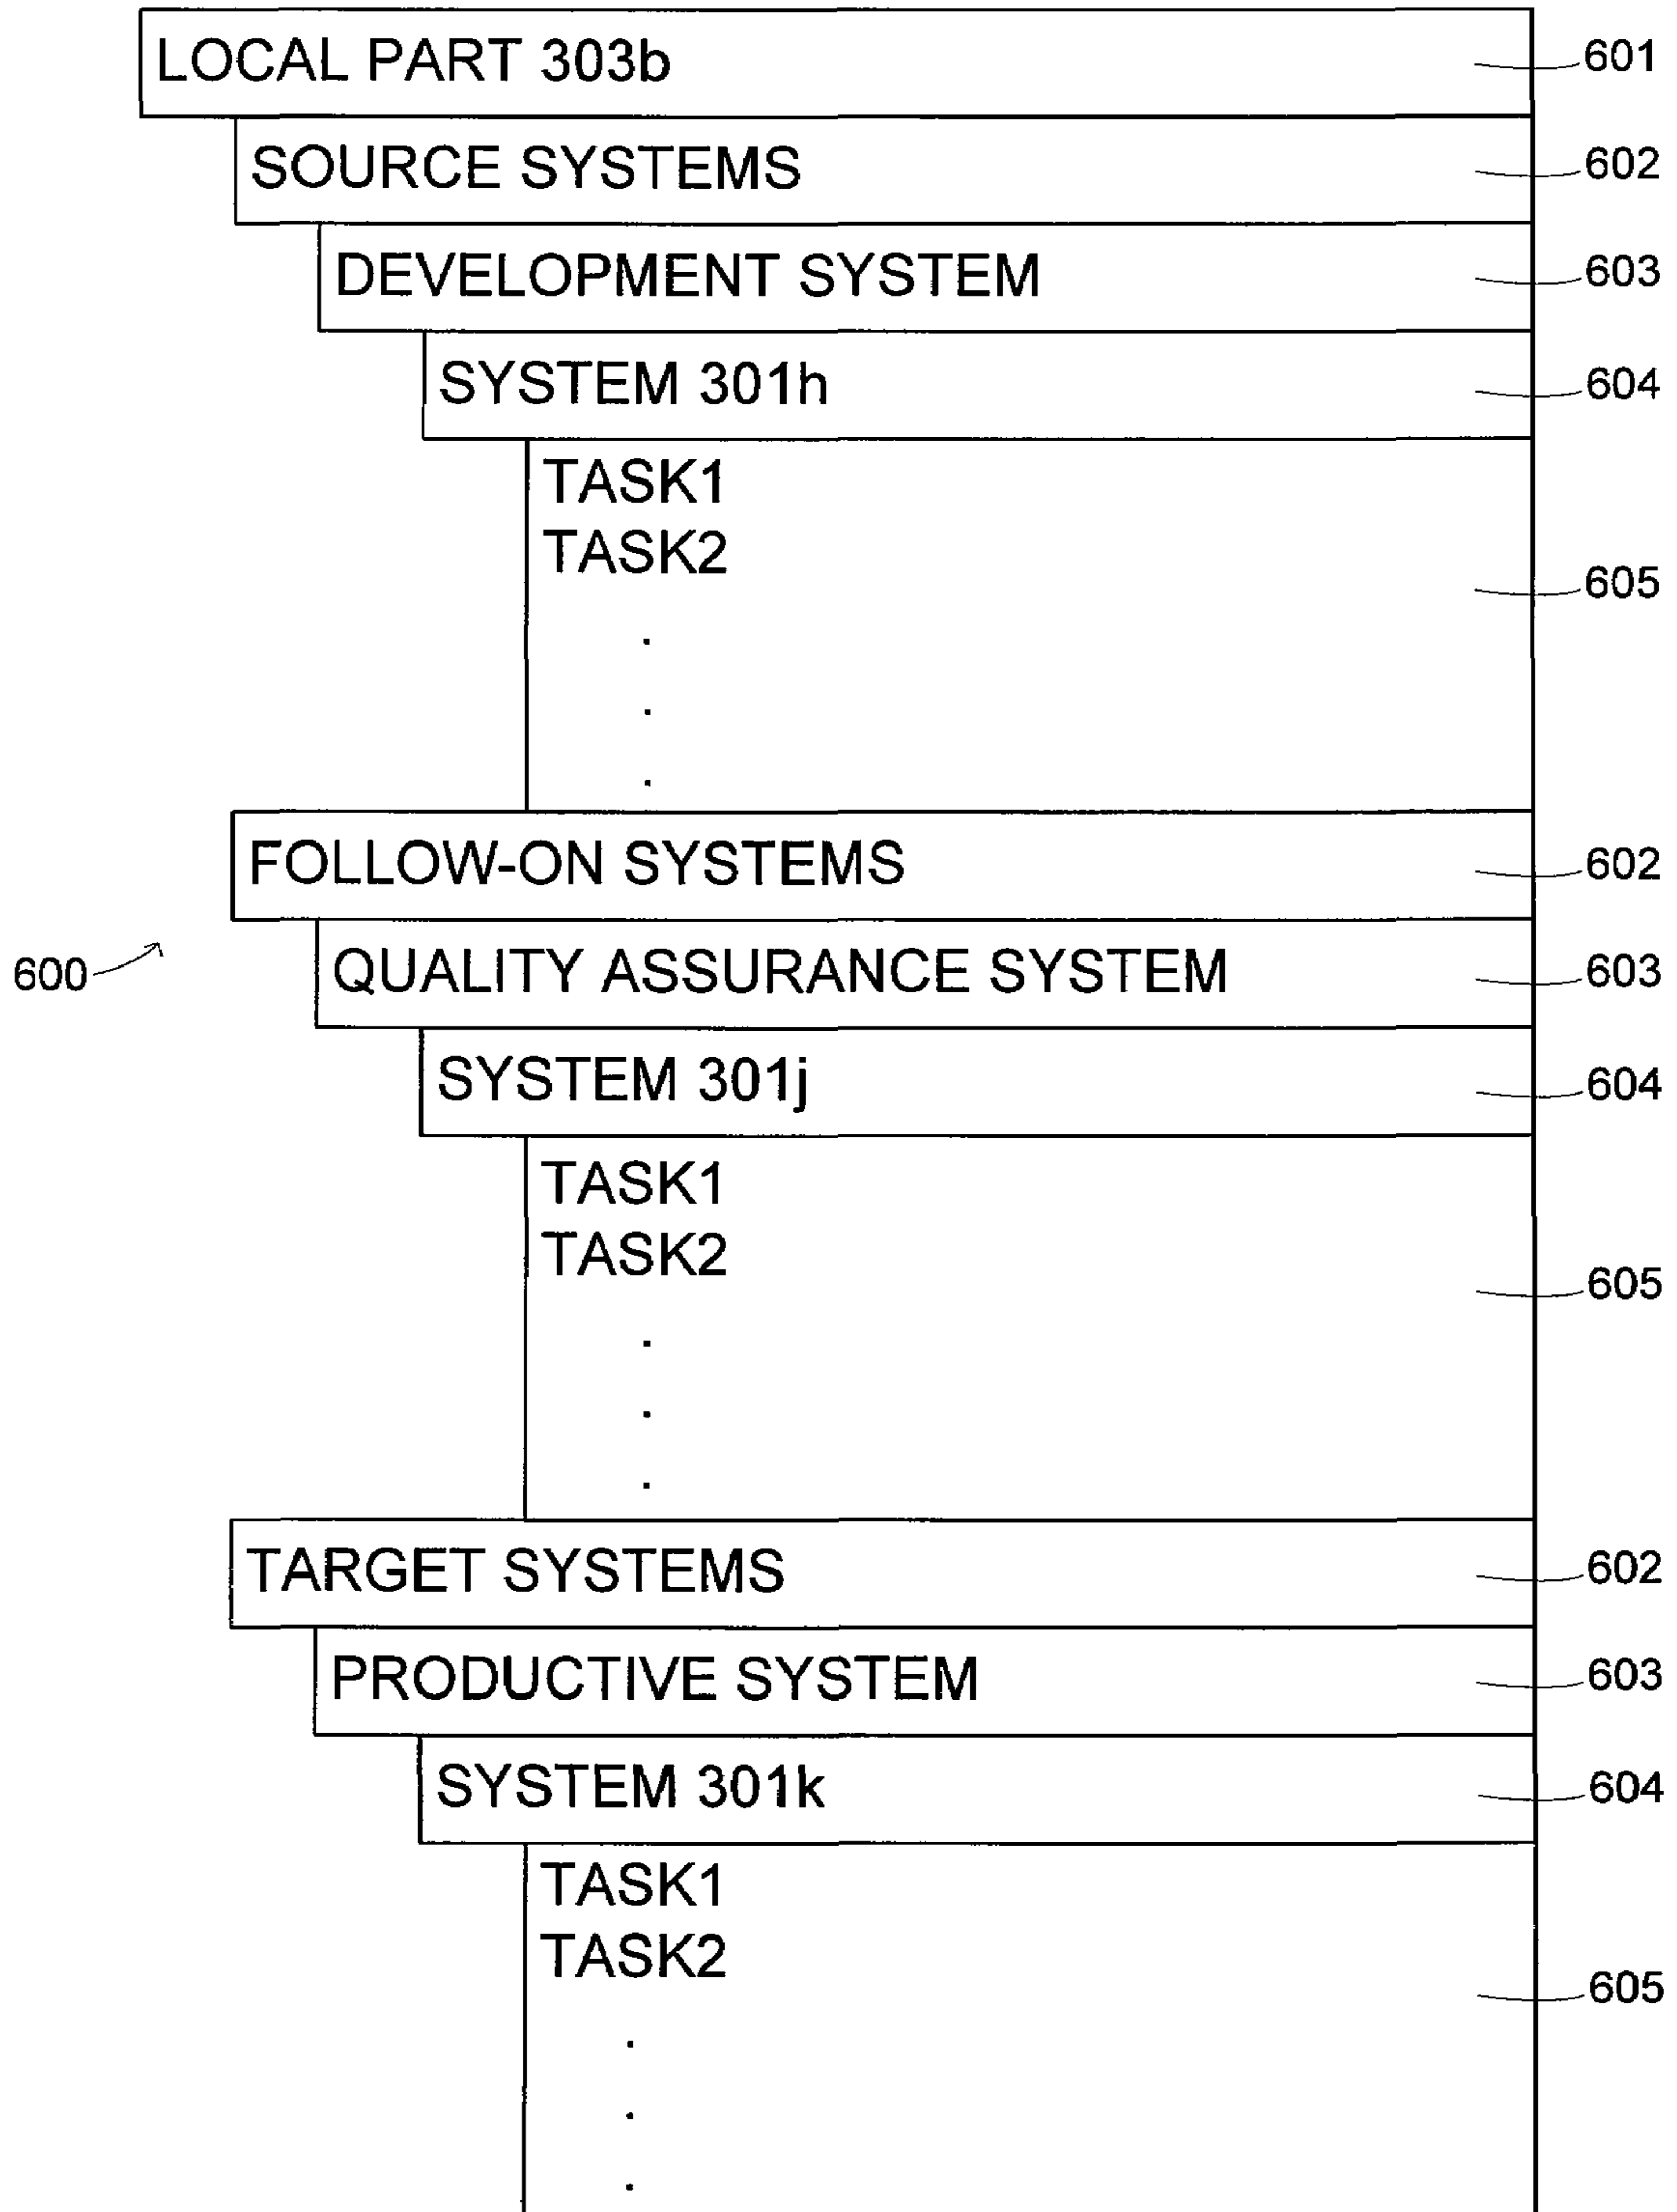 LOCAL PART 303b 601
SOURCE SYSTEMS 602
DEVELOPMENT SYSTEM 603
SYSTEM 301h 604
TASK1
TASK2
605
.
.
.
FOLLOW-ON SYSTEMS 602
600
QUALITY ASSURANCE SYSTEM 603
SYSTEM 301j 604
TASK1
TASK2
605
.
.
.
TARGET SYSTEMS 602
PRODUCTIVE SYSTEM 603
SYSTEM 301k 604
TASK1
TASK2
605
.
.
.